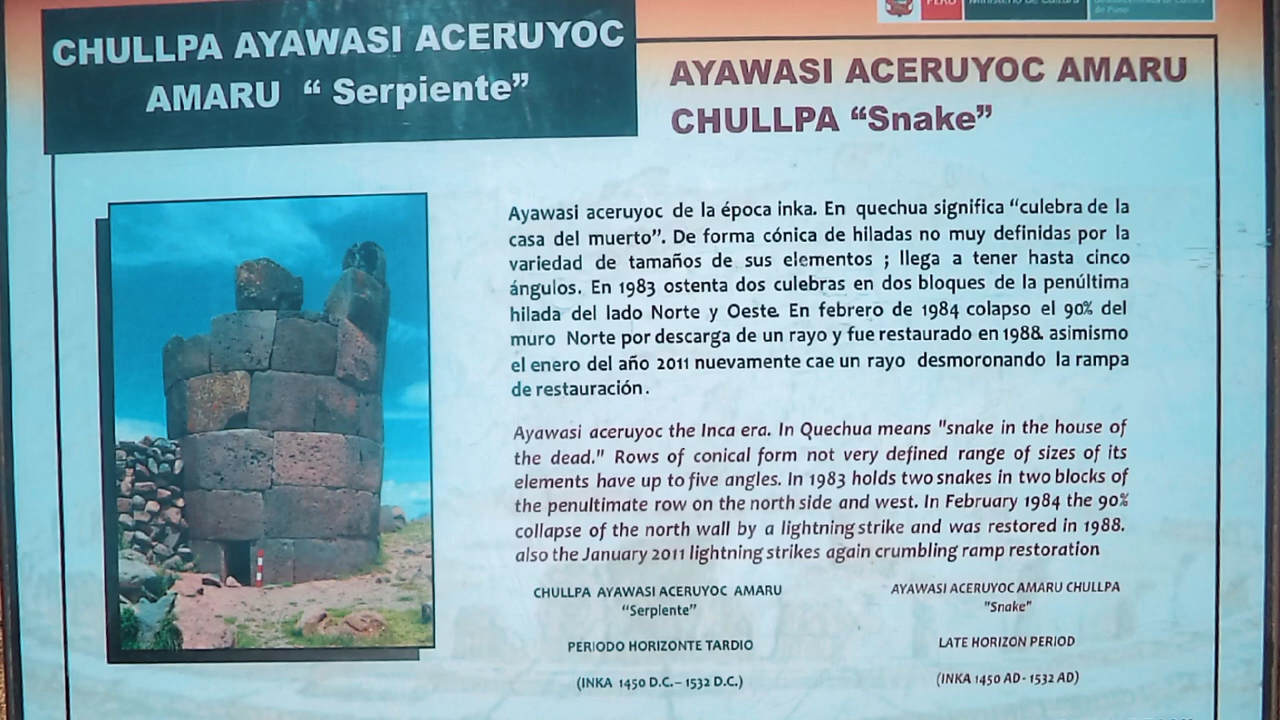 CHULLPA AYAWASI ACERUYOC
AMARU “ Serpiente”
PERÚ
Ministerio de Cultura
de Puno
AYAWASI ACERUYOC AMARU
CHULLPA “Snake”
Ayawasi aceruyoc de la época inka. En quechua significa “culebra de la
casa del muerto”. De forma cónica de hiladas no muy definidas por la
variedad de tamaños de sus elementos ; llega a tener hasta cinco
ángulos. En 1983 ostenta dos culebras en dos bloques de la penúltima
hilada del lado Norte y Oeste. En febrero de 1984 colapso el 90% del
muro Norte por descarga de un rayo y fue restaurado en 1988. asimismo
el enero del año 2011 nuevamente cae un rayo desmoronando la rampa
de restauración.
Ayawasi aceruyoc the Inca era. In Quechua means "snake in the house of
the dead." Rows of conical form not very defined range of sizes of its
elements have up to five angles. In 1983 holds two snakes in two blocks of
the penultimate row on the north side and west. In February 1984 the 90%
collapse of the north wall by a lightning strike and was restored in 1988.
also the January 2011 lightning strikes again crumbling ramp restoration
CHULLPA AYAWASI ACERUYOC AMARU
“Serpiente”
PERIODO HORIZONTE TARDIO
(INKA 1450 D.C.– 1532 D.C.)
AYAWASI ACERUYOC AMARU CHULLPA
"Snake"
LATE HORIZON PERIOD
(INKA 1450 AD- 1532 AD)